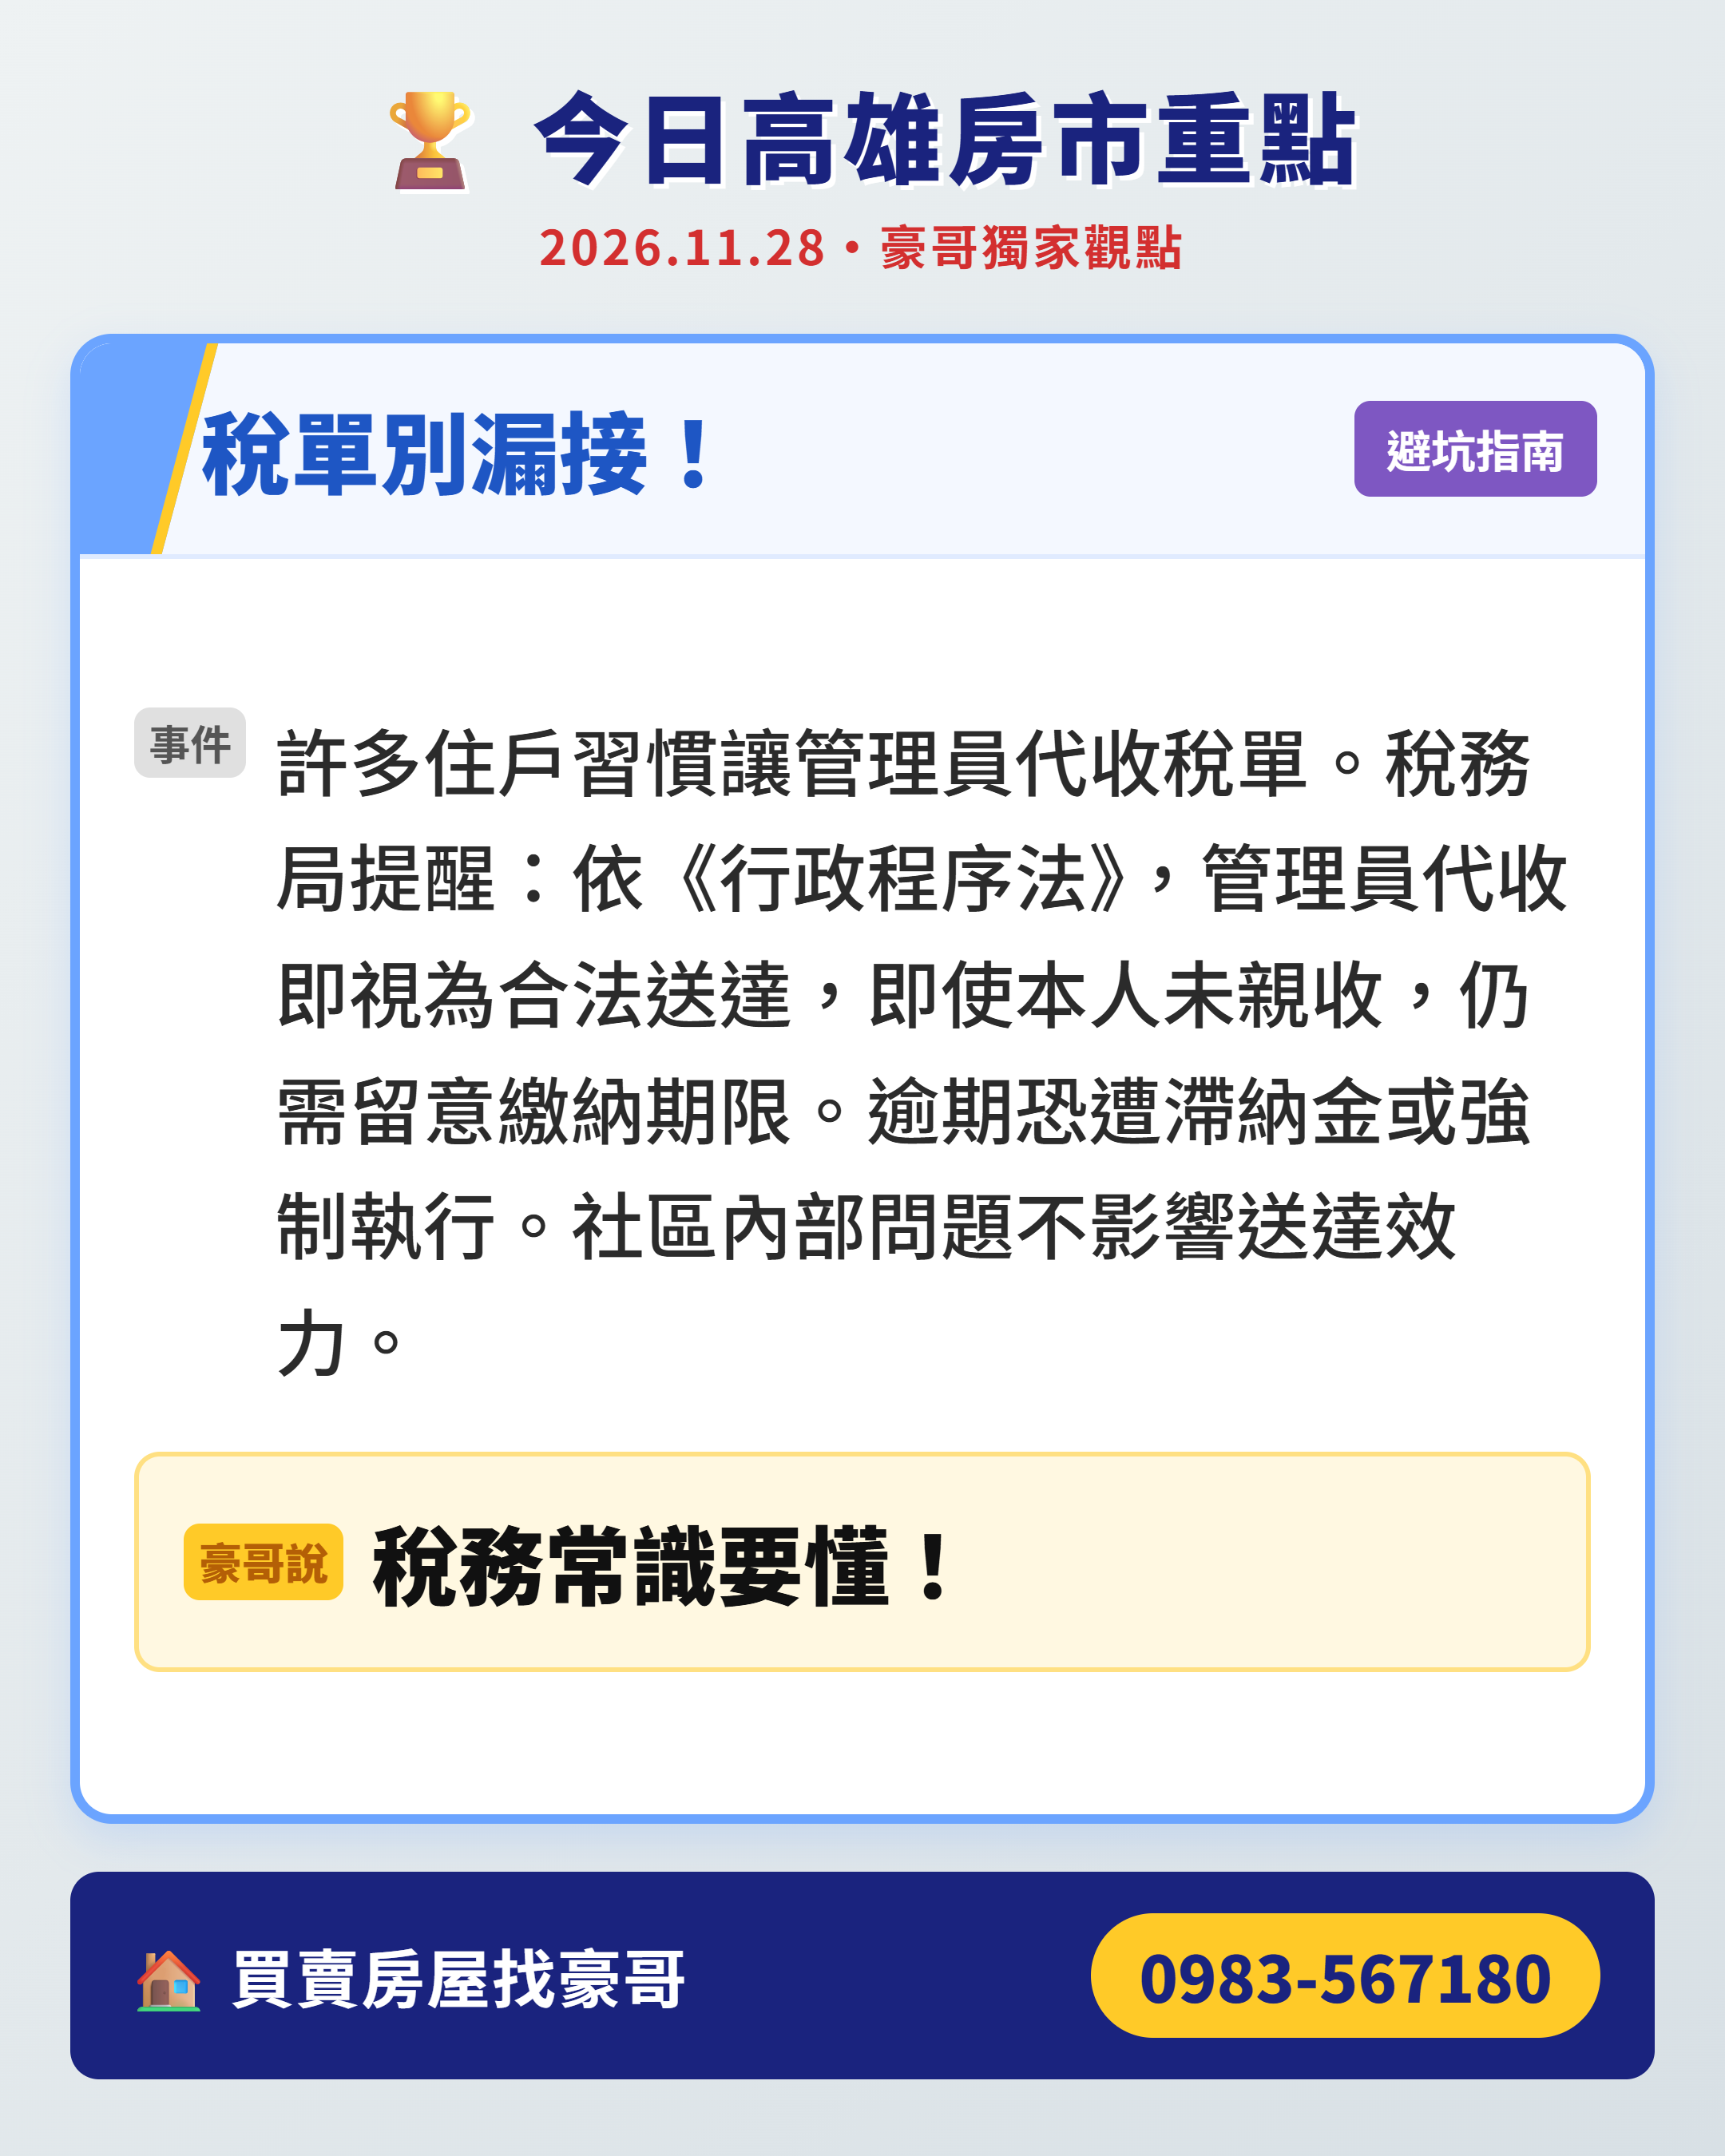 🏆 今日高雄房市重點
2026.11.28・豪哥獨家觀點
稅單別漏接！
避坑指南
事件
許多住戶習慣讓管理員代收稅單。稅務
局提醒：依《行政程序法》，管理員代收
即視為合法送達，即使本人未親收，仍
需留意繳納期限。逾期恐遭滯納金或強
制執行。社區內部問題不影響送達效
力。
豪哥說
稅務常識要懂！
🏠 買賣房屋找豪哥
0983-567180